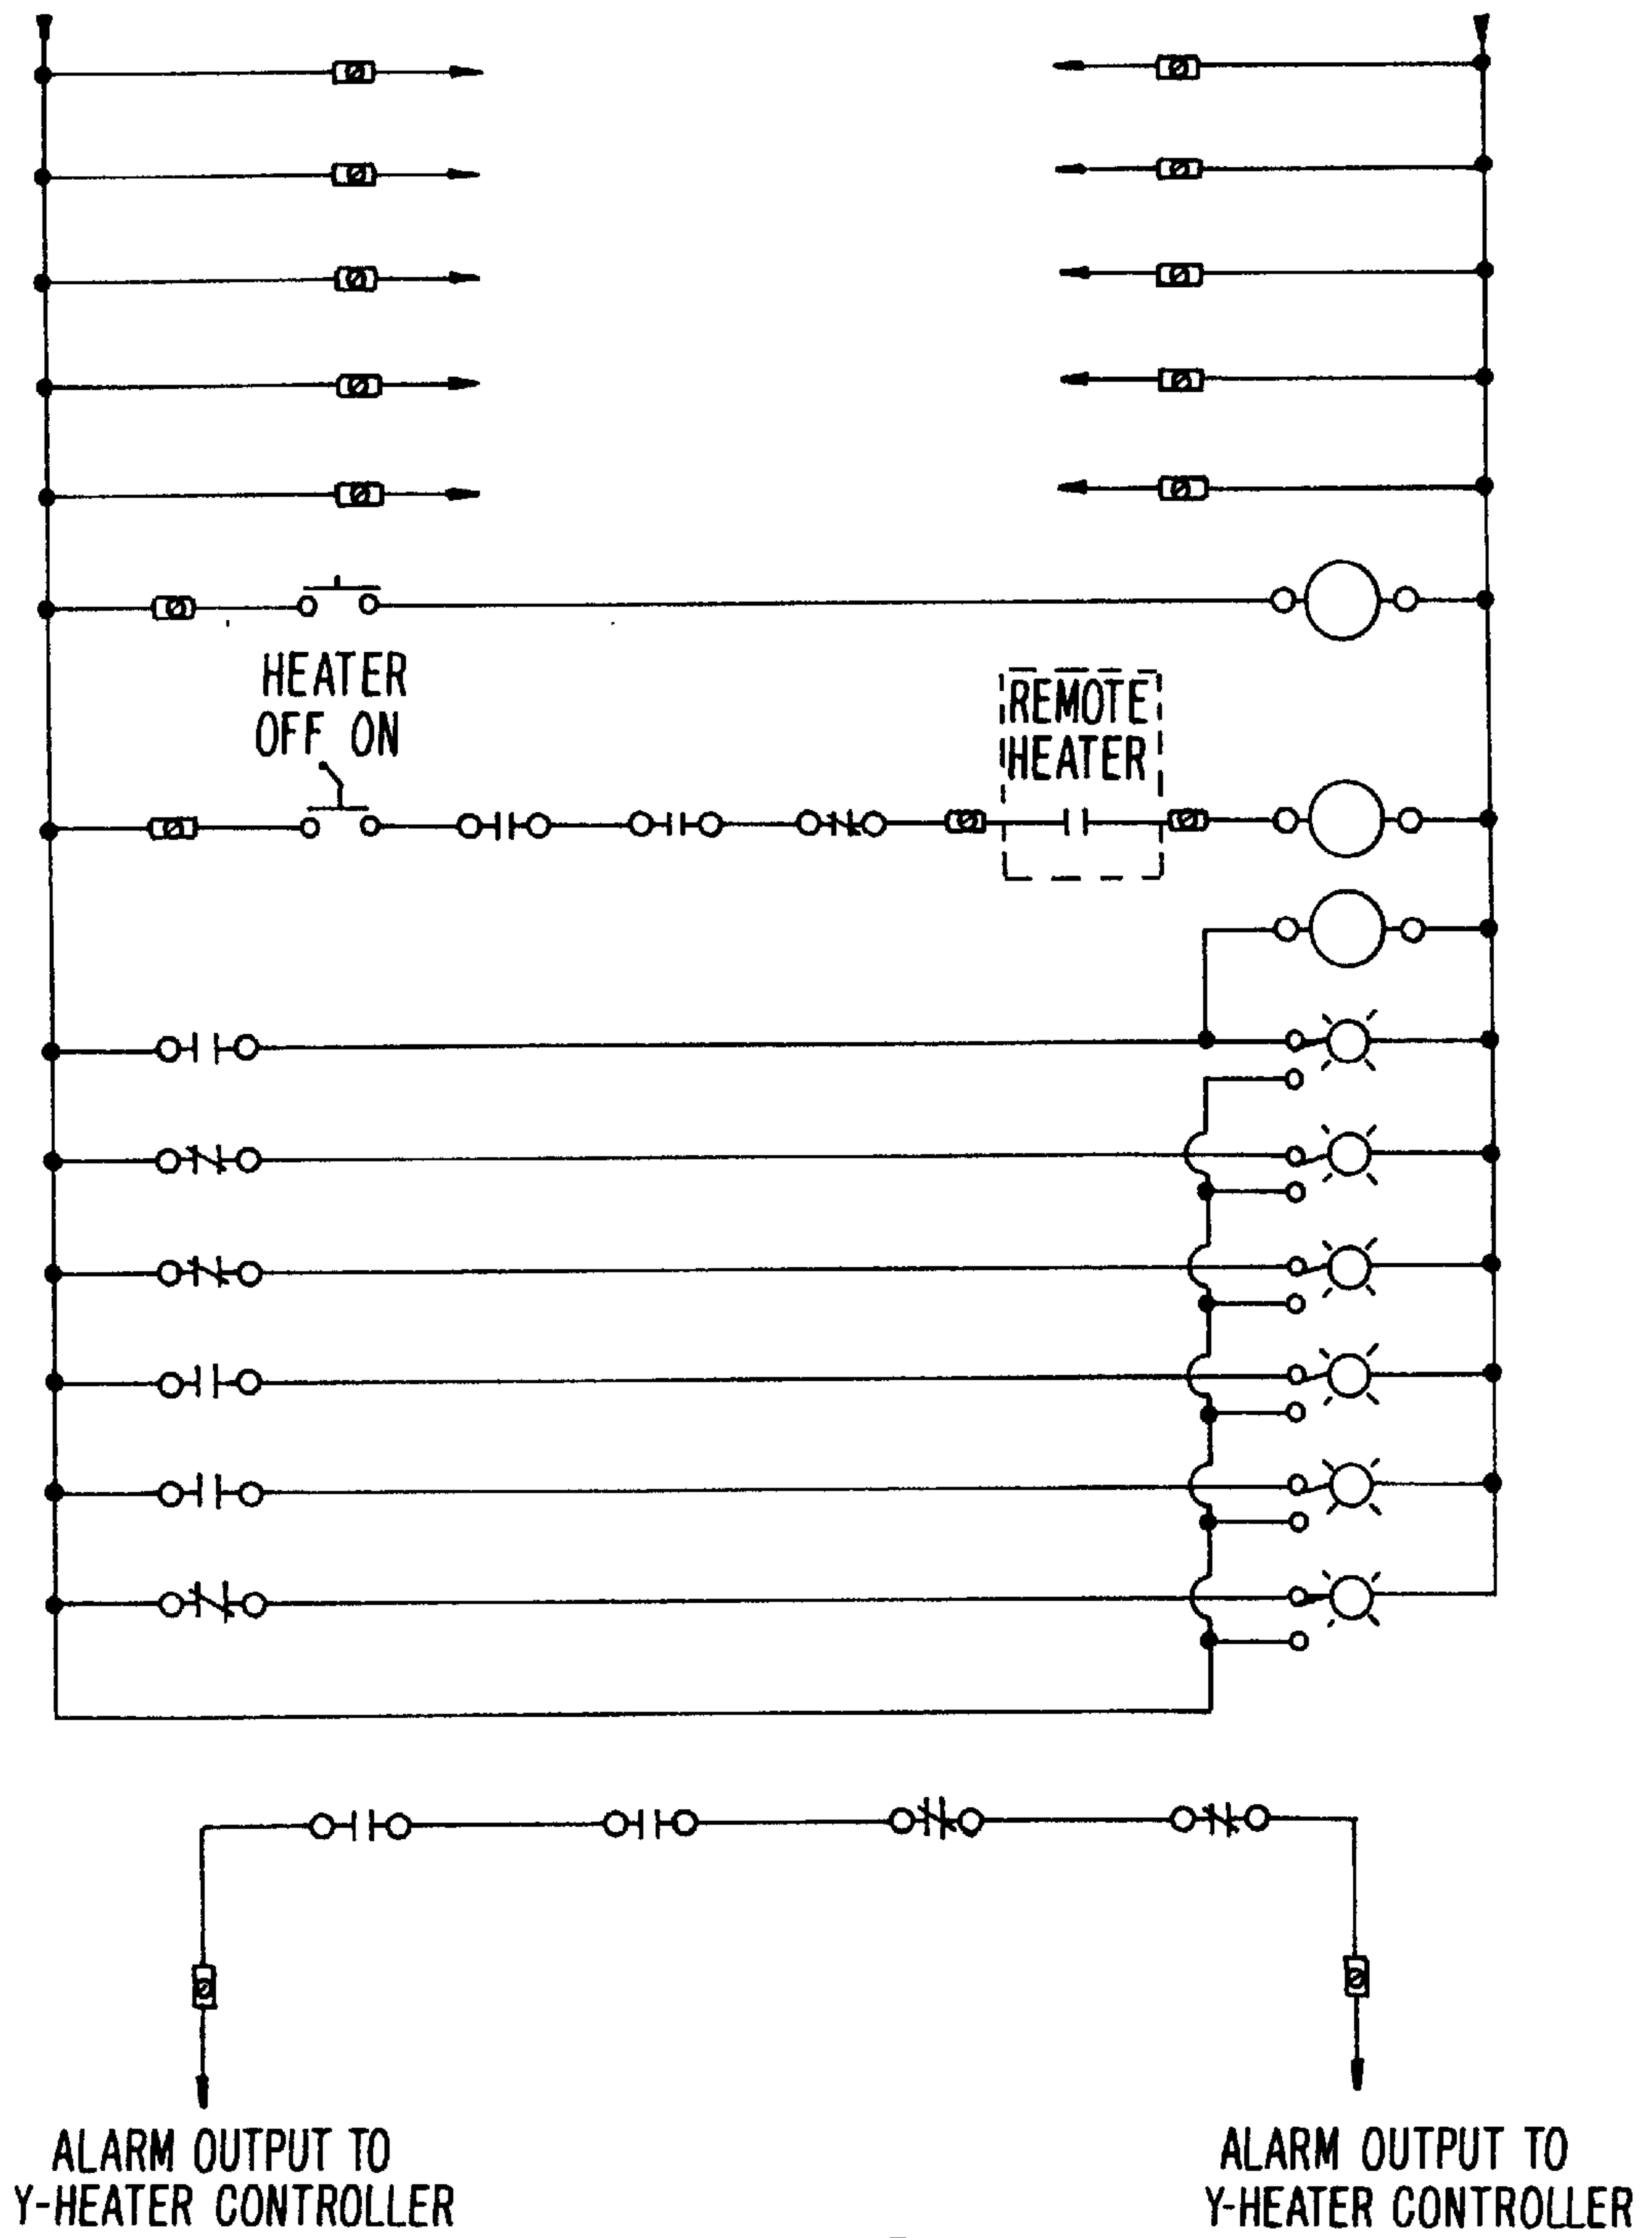 HEATER
OFF ON
REMOTE
HEATER
ALARM OUTPUT TO
Y-HEATER CONTROLLER
ALARM OUTPUT TO
Y-HEATER CONTROLLER